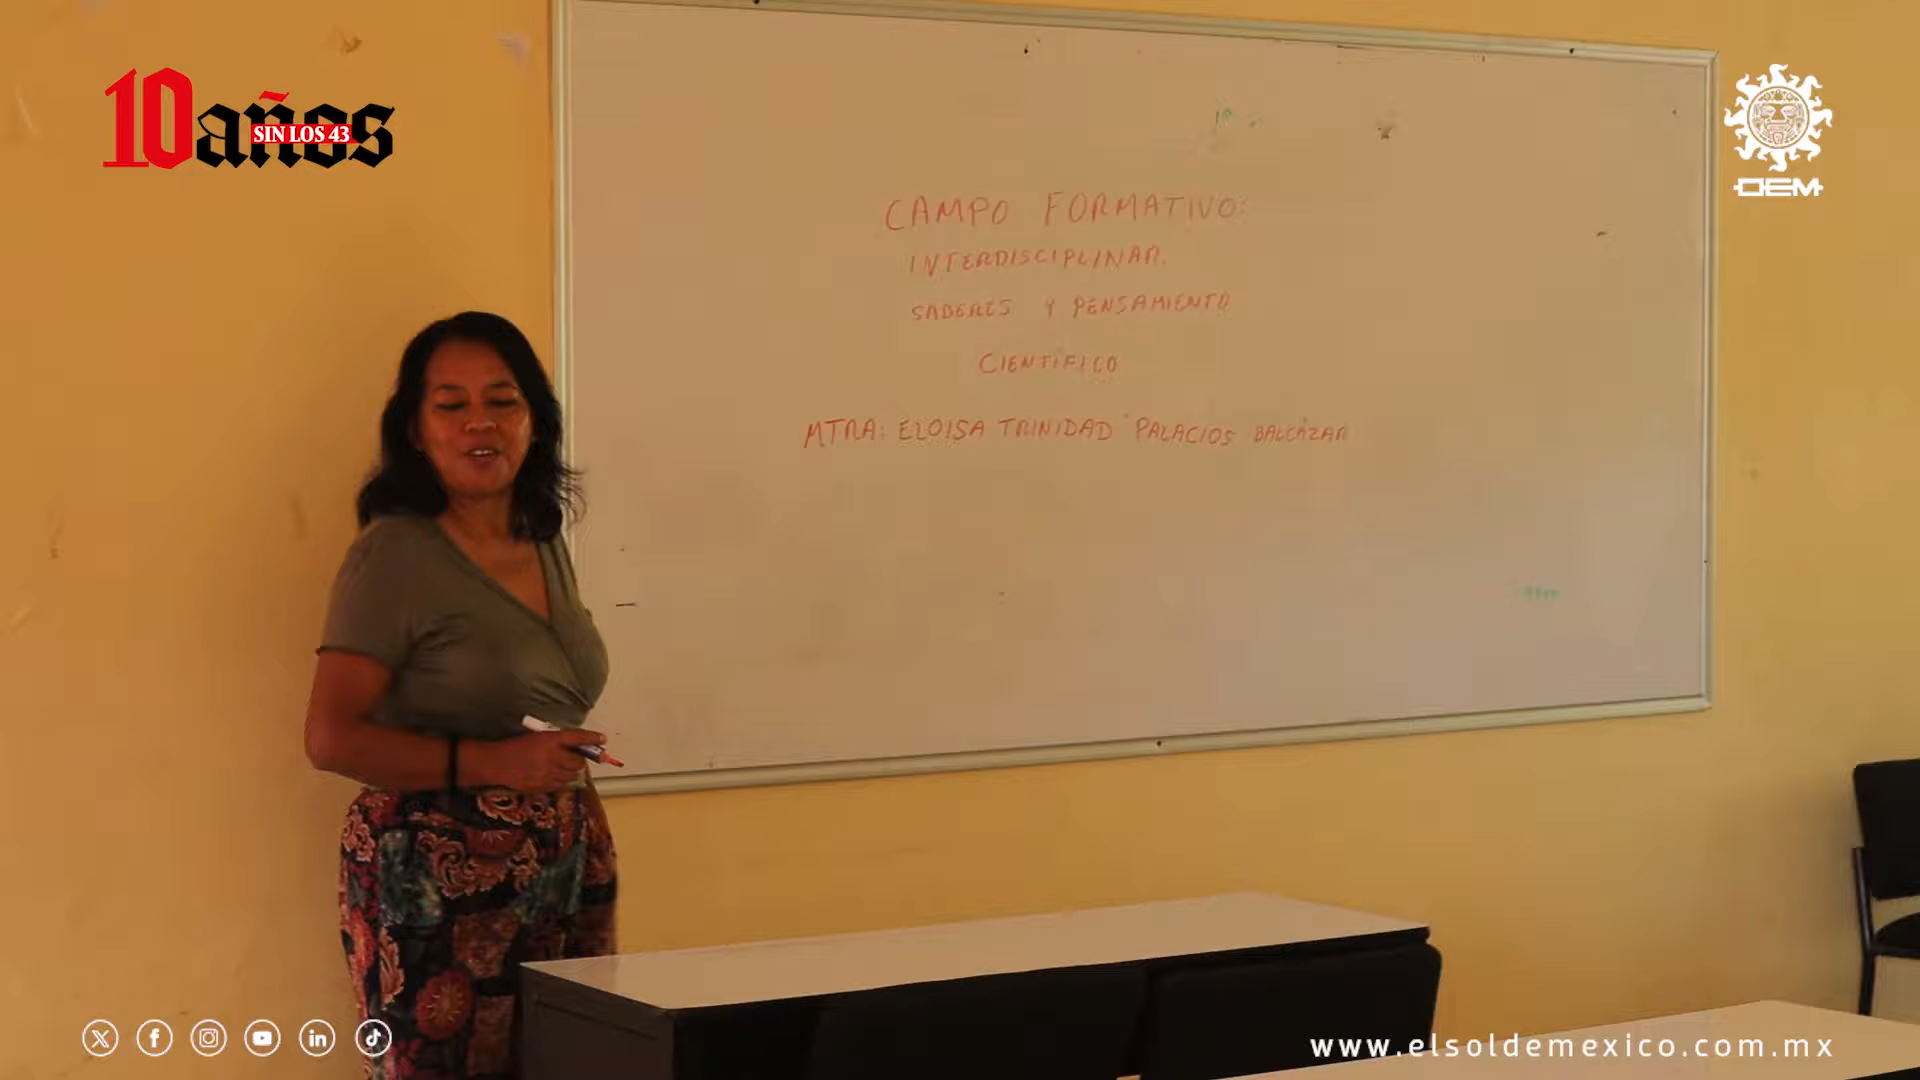 10años
SIN LOS 43
OEM
CAMPO FORMATIVO:
INTERDISCIPLINAR.
SABERES Y PENSAMIENTO
CIENTÍFICO
MTRA: ELOISA TRINIDAD PALACIOS BALCÁZAR
www.elsoldemexico.com.mx